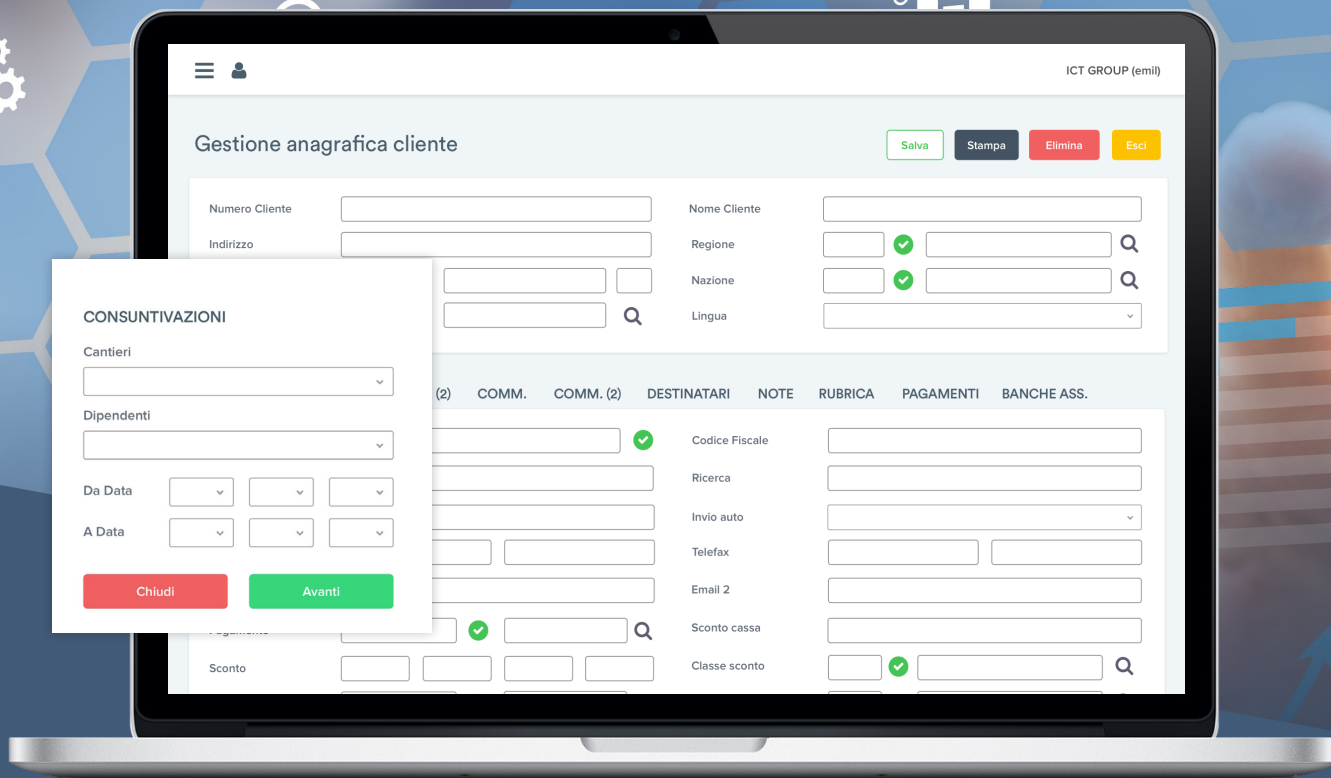 ICT GROUP (emil)
Gestione anagrafica cliente
Salva
Stampa
Elimina
Esci
Numero Cliente
Nome Cliente
Indirizzo
Regione
Nazione
Lingua
CONSUNTIVAZIONI
Cantieri
Dipendenti
Da Data
A Data
Chiudi
Avanti
(2) COMM. COMM. (2) DESTINATARI NOTE RUBRICA PAGAMENTI BANCHE ASS.
Codice Fiscale
Ricerca
Invio auto
Telefax
Email 2
Pagamento
Sconto cassa
Sconto
Classe sconto